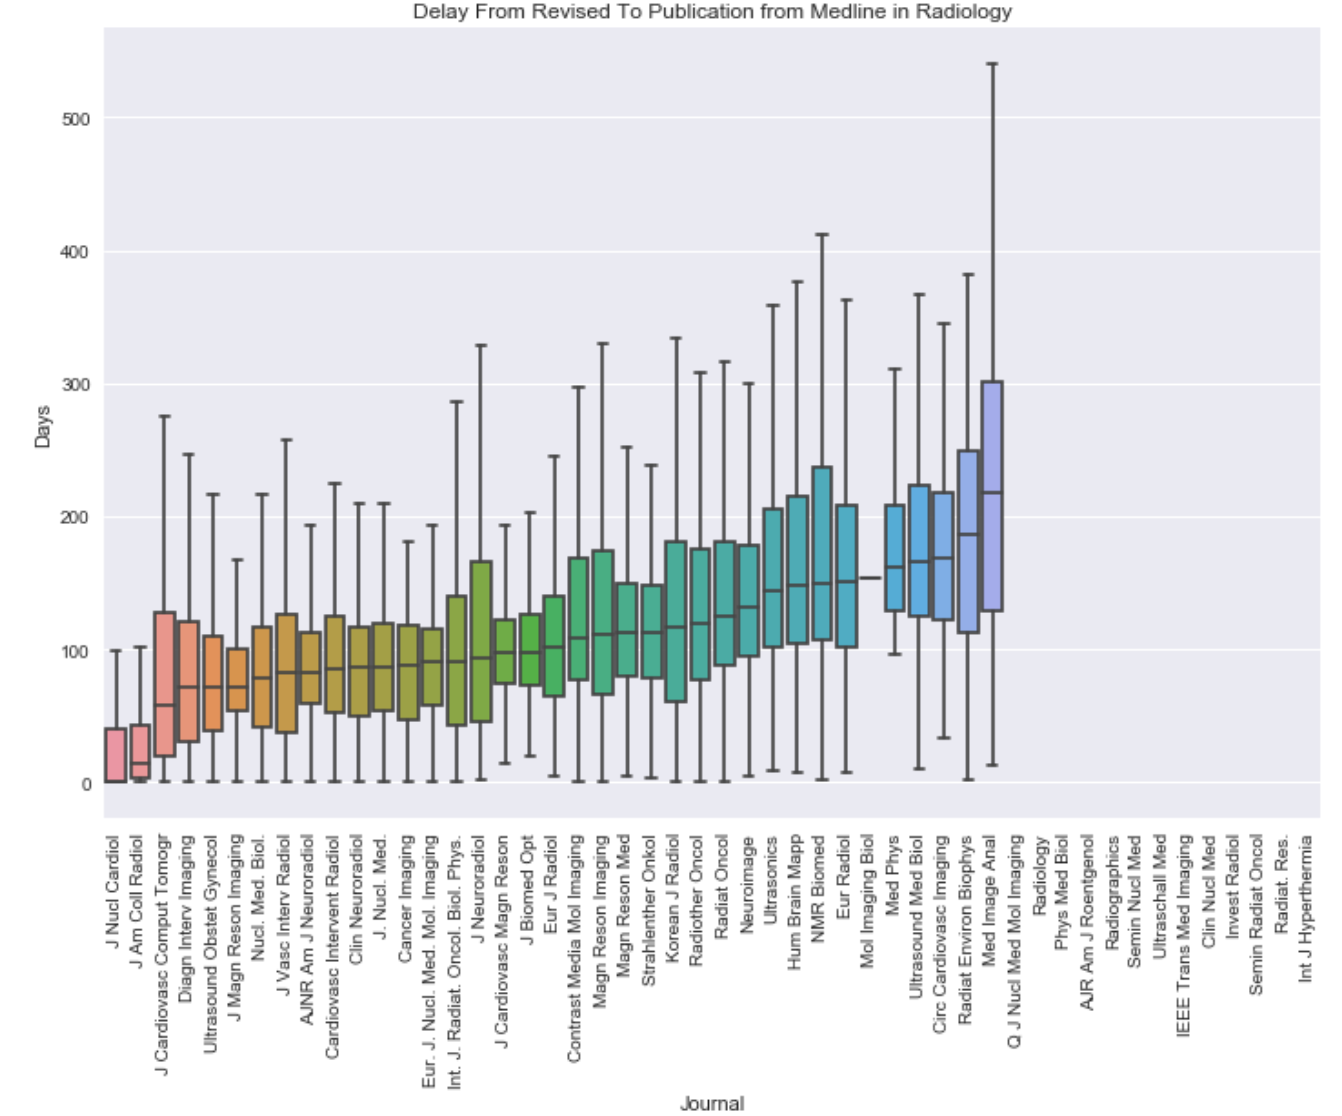 Delay From Revised To Publication from Medline in Radiology
500
400
300
200
100
0
Days
J Nucl Cardiol
J Am Coll Radiol
J Cardiovasc Comput Tomogr
Diagn Interv Imaging
Ultrasound Obstet Gynecol
J Magn Reson Imaging
Nucl. Med. Biol.
J Vasc Interv Radiol
AJNR Am J Neuroradiol
Cardiovasc Intervent Radiol
Clin Neuroradiol
J. Nucl. Med.
Cancer Imaging
Eur. J. Nucl. Med. Mol. Imaging
Int. J. Radiat. Oncol. Biol. Phys.
J Neuroradiol
J Cardiovasc Magn Reson
J Biomed Opt
Eur J Radiol
Contrast Media Mol Imaging
Magn Reson Imaging
Magn Reson Med
Strahlenther Onkol
Korean J Radiol
Radiother Oncol
Radiat Oncol
Neuroimage
Ultrasonics
Hum Brain Mapp
NMR Biomed
Eur Radiol
Mol Imaging Biol
Med Phys
Ultrasound Med Biol
Circ Cardiovasc Imaging
Radiat Environ Biophys
Med Image Anal
Q J Nucl Med Mol Imaging
Radiology
Phys Med Biol
AJR Am J Roentgenol
Radiographics
Semin Nucl Med
Ultraschall Med
IEEE Trans Med Imaging
Clin Nucl Med
Invest Radiol
Semin Radiat Oncol
Radiat. Res.
Int J Hyperthermia
Journal